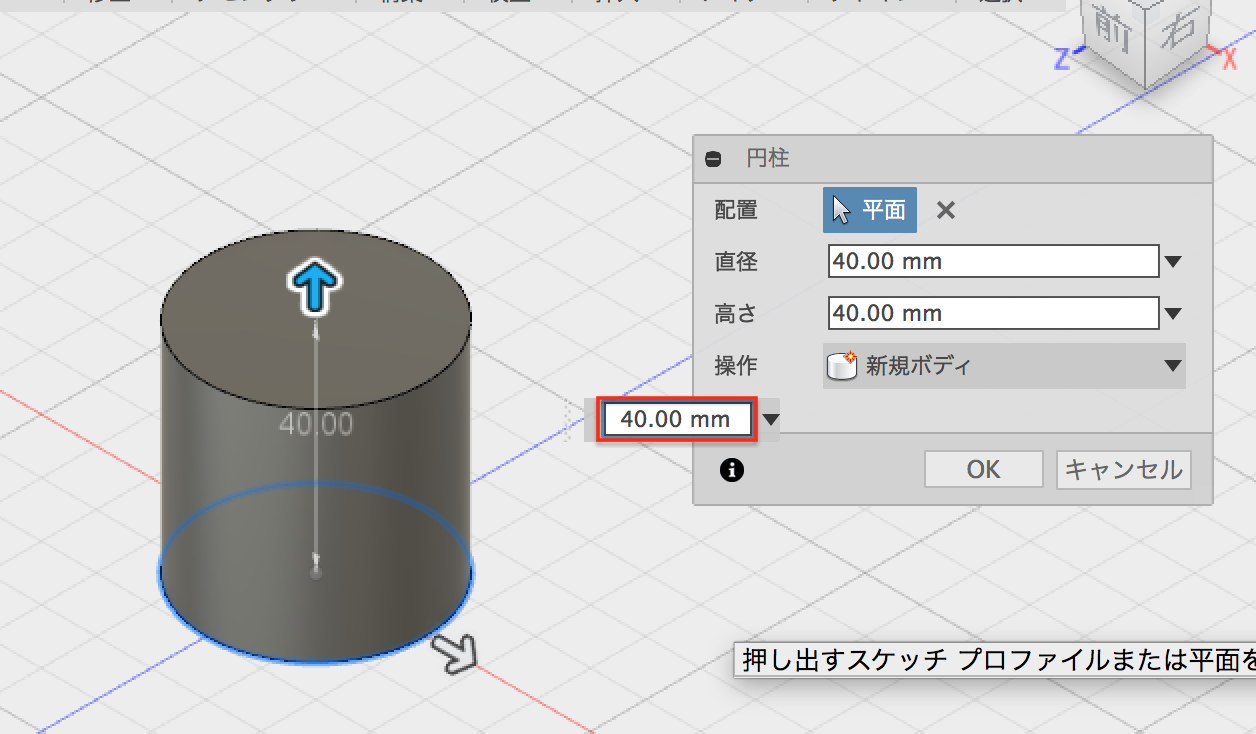 前
右
Z
X
円柱
配置
平面
直径
40.00 mm
高さ
40.00 mm
操作
新規ボディ
40.00
40.00 mm
OK
キャンセル
押し出すスケッチ プロファイルまたは平面を